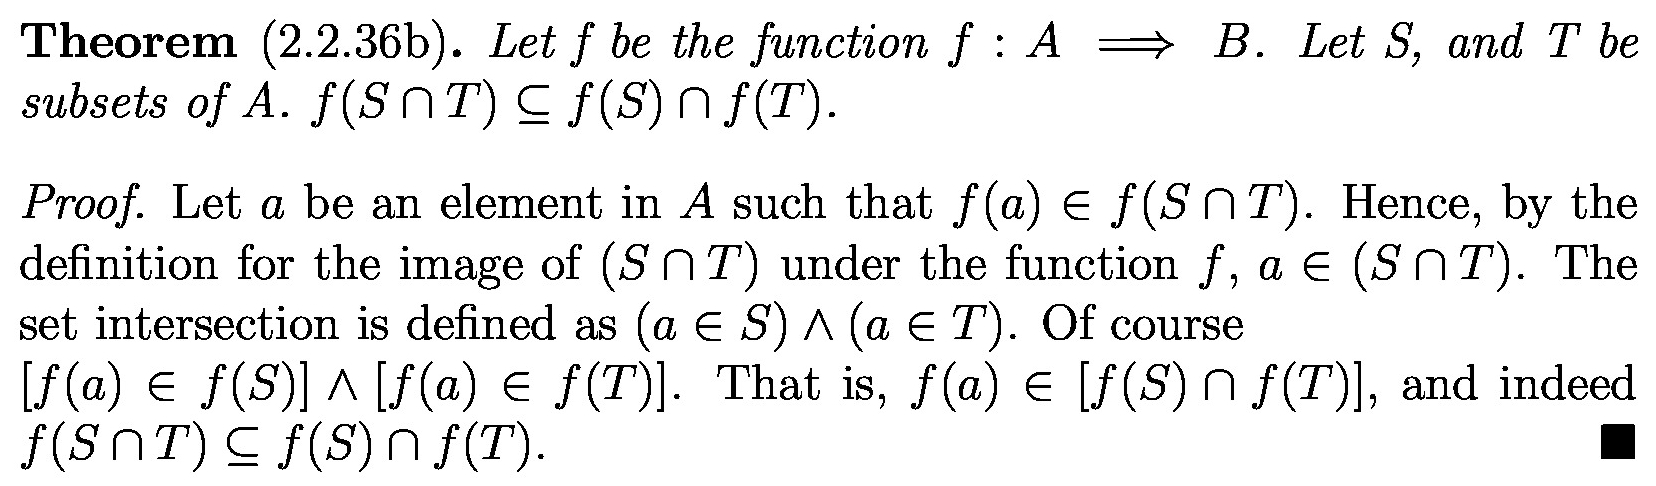 Theorem (2.2.36b). Let f be the function f : A ⟹ B. Let S, and T be
subsets of A. f(S ∩ T) ⊆ f(S) ∩ f(T).
Proof. Let a be an element in A such that f(a) ∈ f(S ∩ T). Hence, by the
definition for the image of (S ∩ T) under the function f, a ∈ (S ∩ T). The
set intersection is defined as (a ∈ S) ∧ (a ∈ T). Of course
[f(a) ∈ f(S)] ∧ [f(a) ∈ f(T)]. That is, f(a) ∈ [f(S) ∩ f(T)], and indeed
f(S ∩ T) ⊆ f(S) ∩ f(T). ■